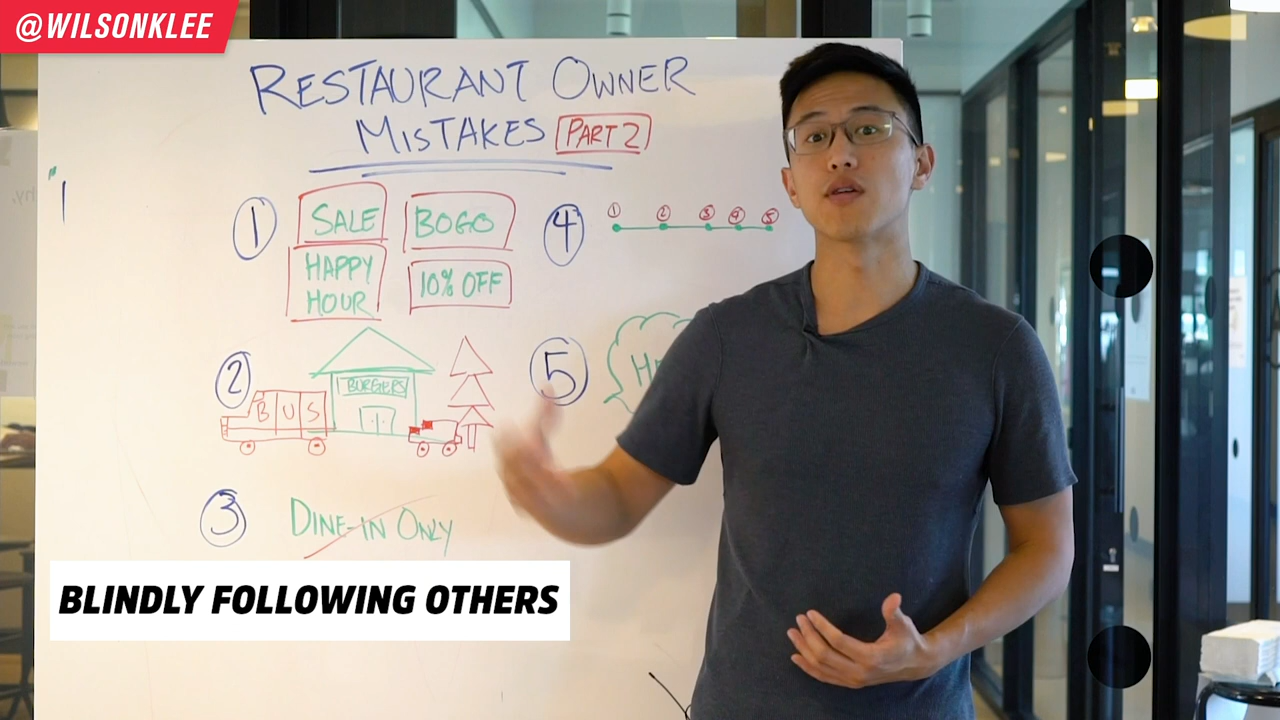 @WILSONKLEE
RESTAURANT OWNER
MISTAKES PART 2
1
SALE
BOGO
HAPPY
HOUR
10% OFF
2
BUS
BURGERS
3
DINE-IN ONLY
4
1 2 3 4 5
5
BLINDLY FOLLOWING OTHERS